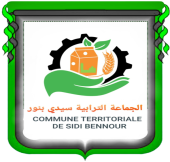 الجماعة الترابية سيدي بنور
COMMUNE TERRITORIALE
DE SIDI BENNOUR